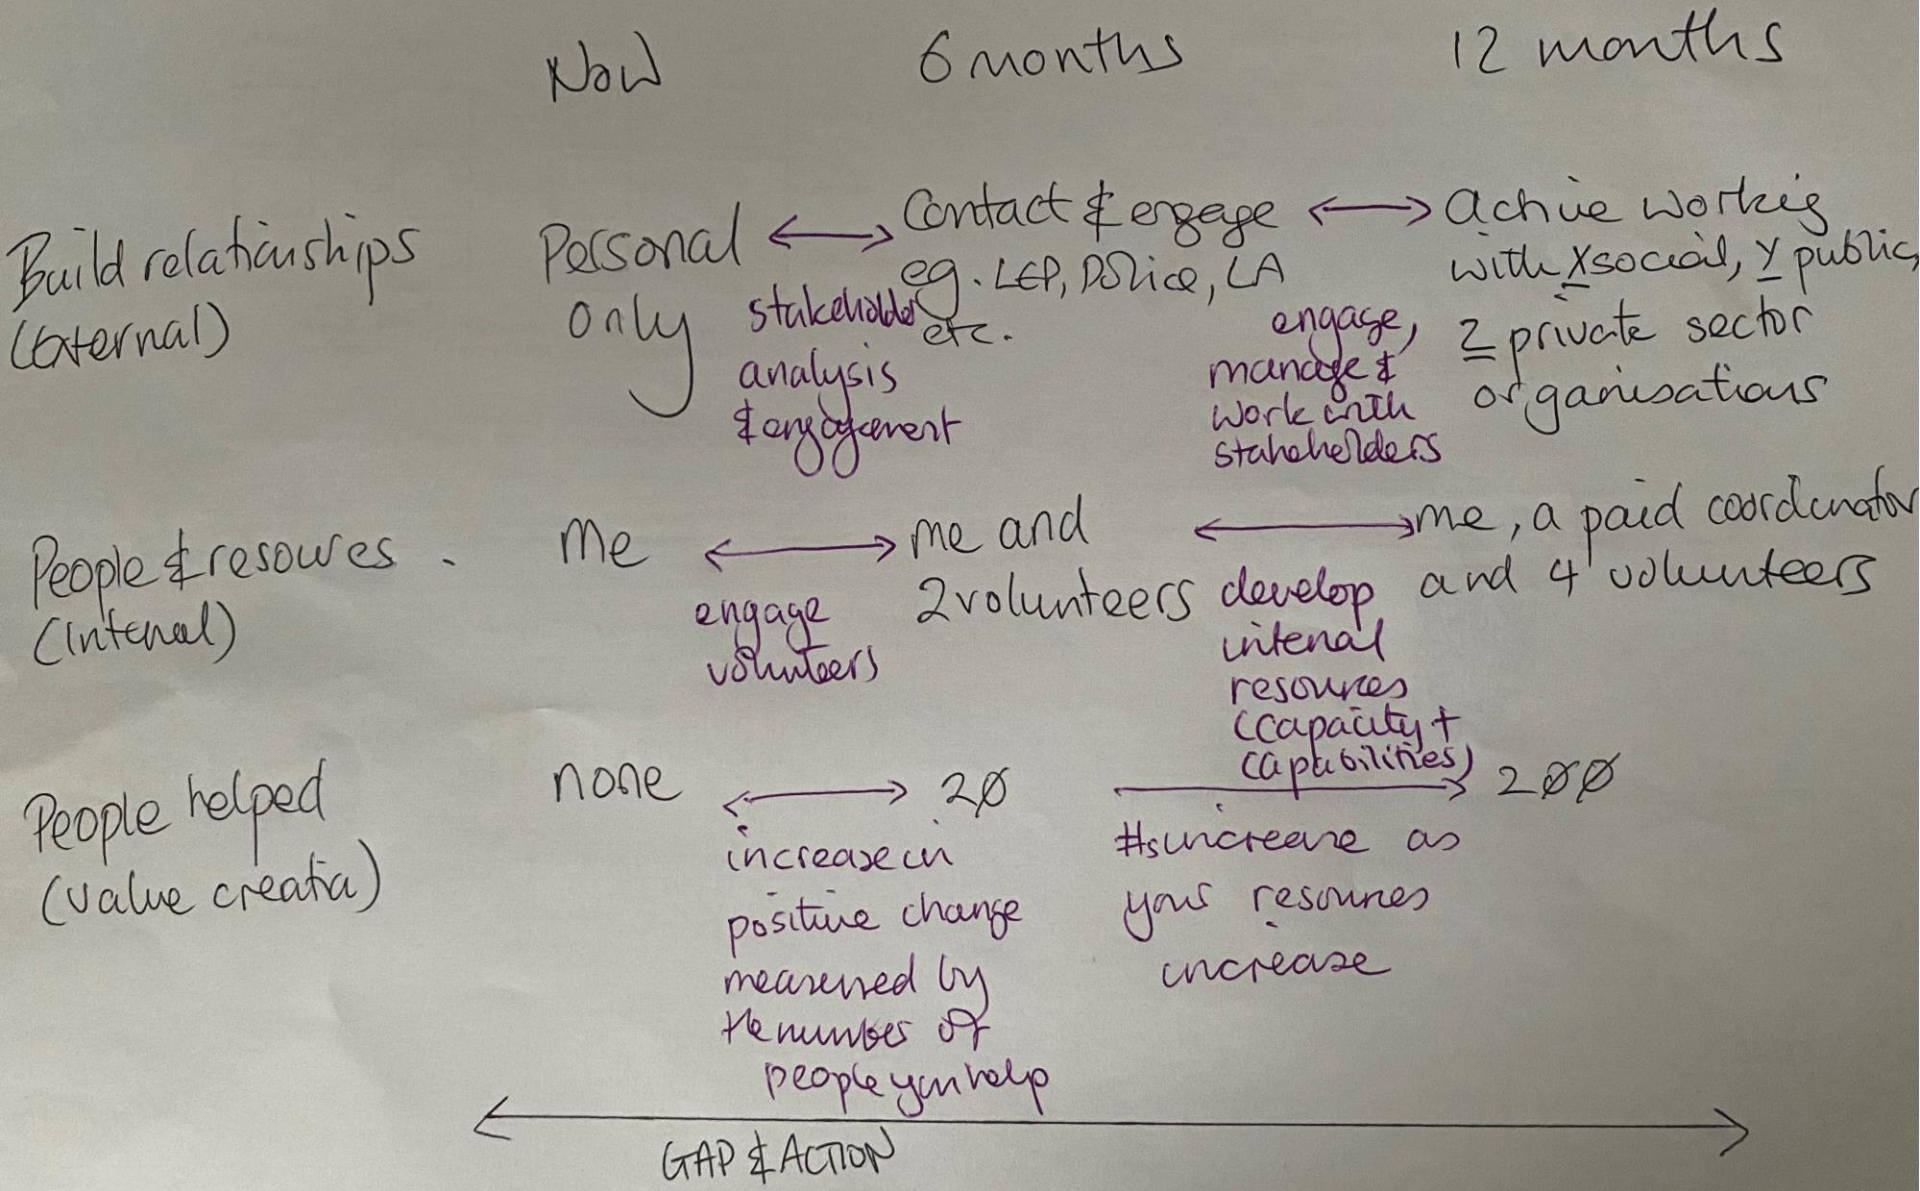 Now 6 months 12 months
Build relationships
(External)
Personal
only
stakeholder
analysis
& engagement
Contact & engage
eg. LEP, Police, LA
etc.
engage,
manage &
work with
stakeholders
active working
with X social, Y public,
Z private sector
organisations
People & resources
(internal)
me
engage
volunteers
me and
2 volunteers
develop
internal
resources
(capacity +
capabilities)
me, a paid coordinator
and 4 volunteers
People helped
(value creation)
none
increase in
positive change
measured by
the number of
people you help
20
#s increase as
your resources
increase
200
GAP & ACTION